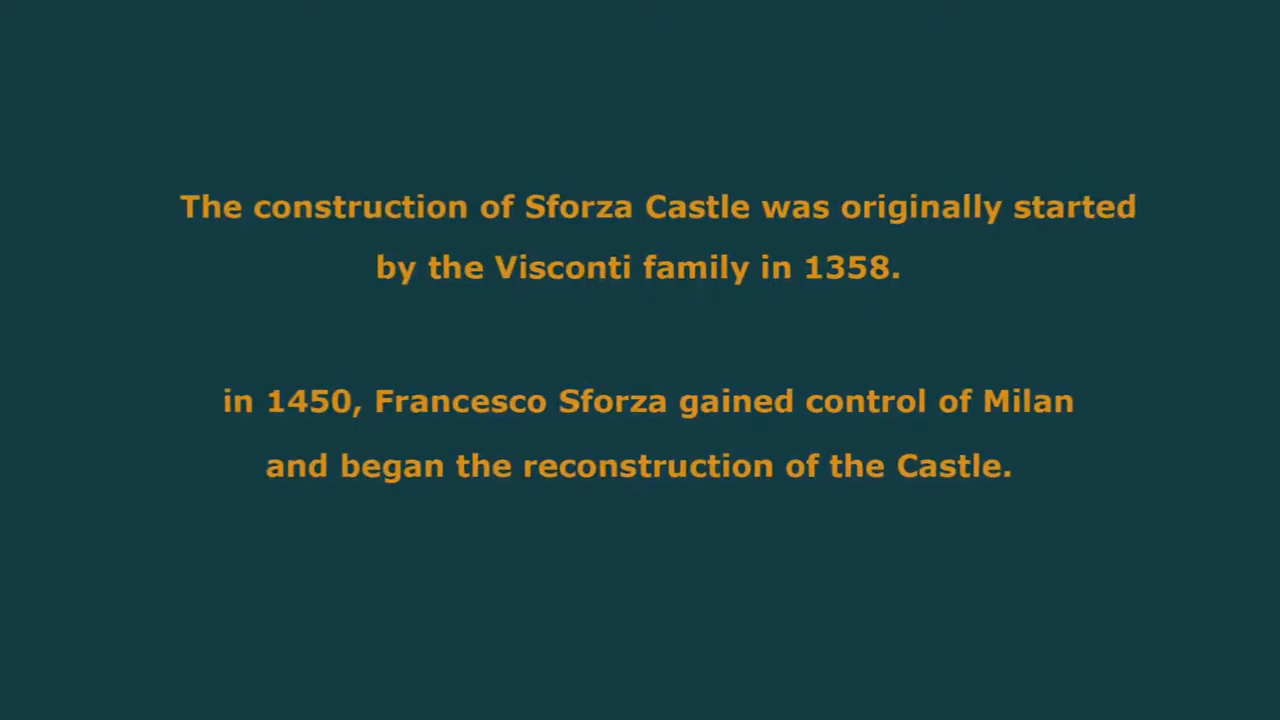 The construction of Sforza Castle was originally started
by the Visconti family in 1358.
in 1450, Francesco Sforza gained control of Milan
and began the reconstruction of the Castle.